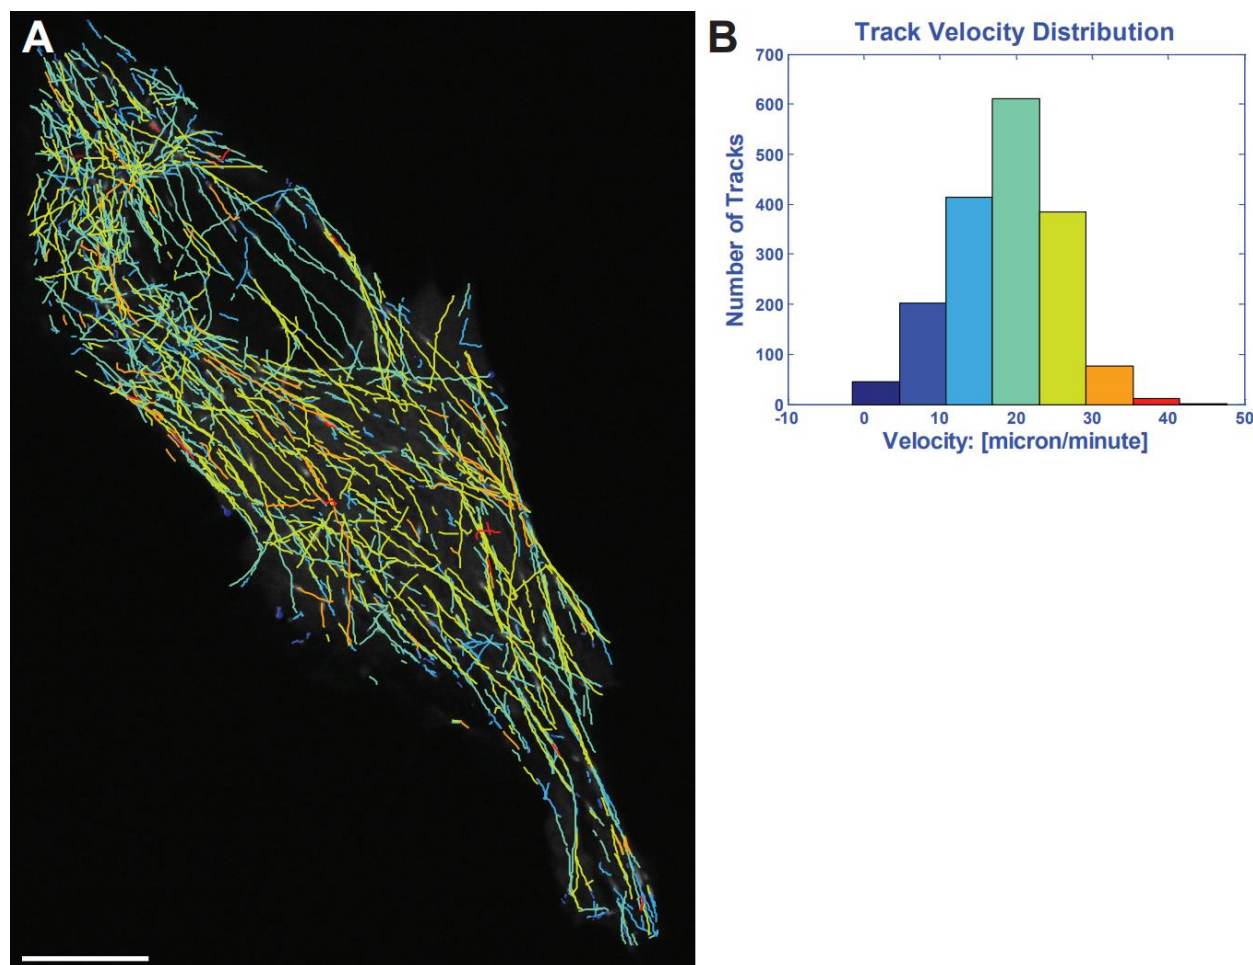 A
B
Track Velocity Distribution
700
600
500
400
300
200
100
0
Number of Tracks
-10 0 10 20 30 40 50
Velocity: [micron/minute]